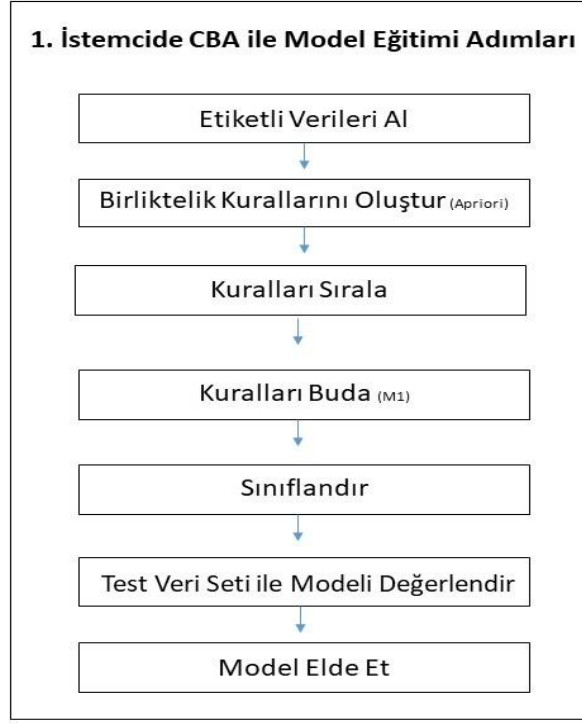 1. İstemcide CBA ile Model Eğitimi Adımları
Etiketli Verileri Al
Birliktelik Kurallarını Oluştur (Apriori)
Kuralları Sırala
Kuralları Buda (M1)
Sınıflandır
Test Veri Seti ile Modeli Değerlendir
Model Elde Et